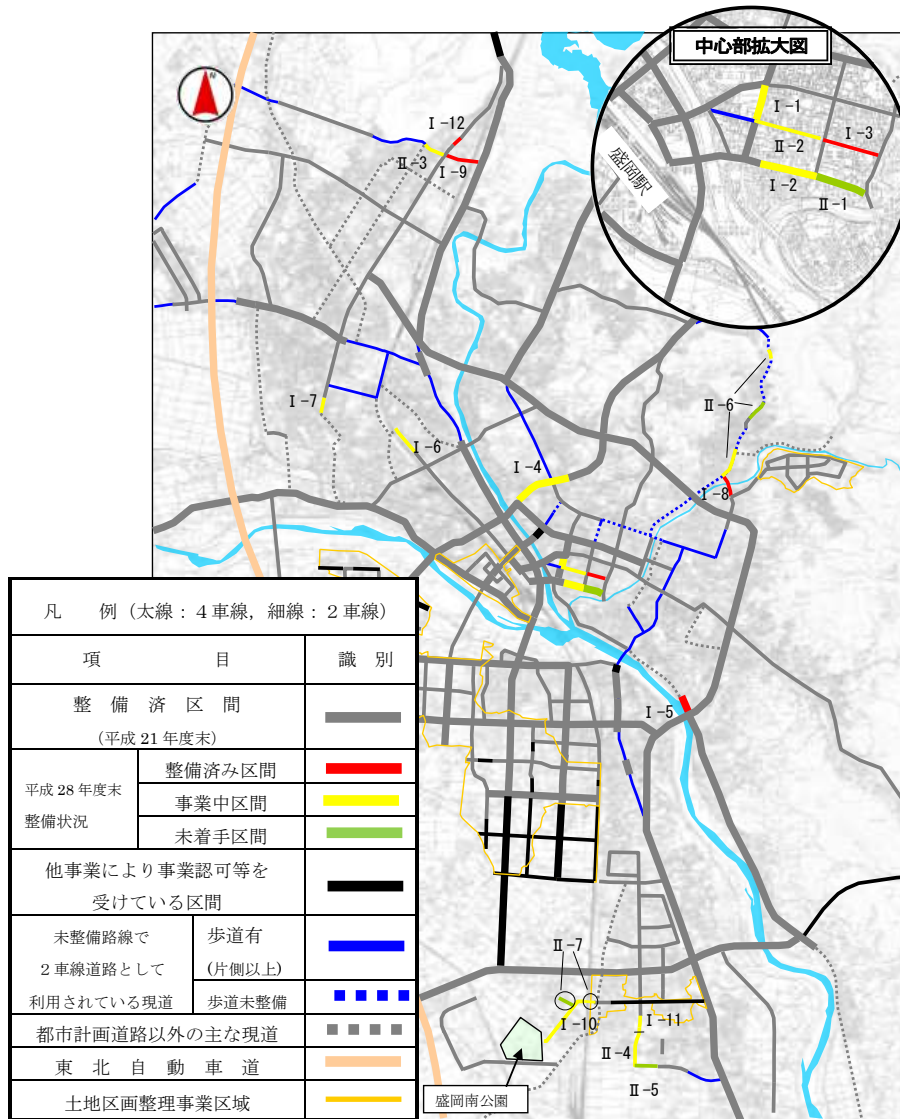 中心部拡大図
N
Ⅰ-1
Ⅰ-3
Ⅱ-2
Ⅰ-2
Ⅱ-1
盛岡駅
Ⅰ-12
Ⅱ-3
Ⅰ-9
Ⅱ-6
Ⅰ-7
Ⅰ-6
Ⅰ-4
Ⅰ-8
Ⅰ-5
Ⅱ-7
Ⅰ-10
Ⅰ-11
Ⅱ-4
Ⅱ-5
盛岡南公園
凡 例 (太線：4車線，細線：2車線)
項 目 識 別
整 備 済 区 間
(平成 21 年度末)
平成 28 年度末
整備状況
整備済み区間
事業中区間
未着手区間
他事業により事業認可等を
受けている区間
未整備路線で
2車線道路として
利用されている現道
歩道有
(片側以上)
歩道未整備
都市計画道路以外の主な現道
東 北 自 動 車 道
土地区画整理事業区域